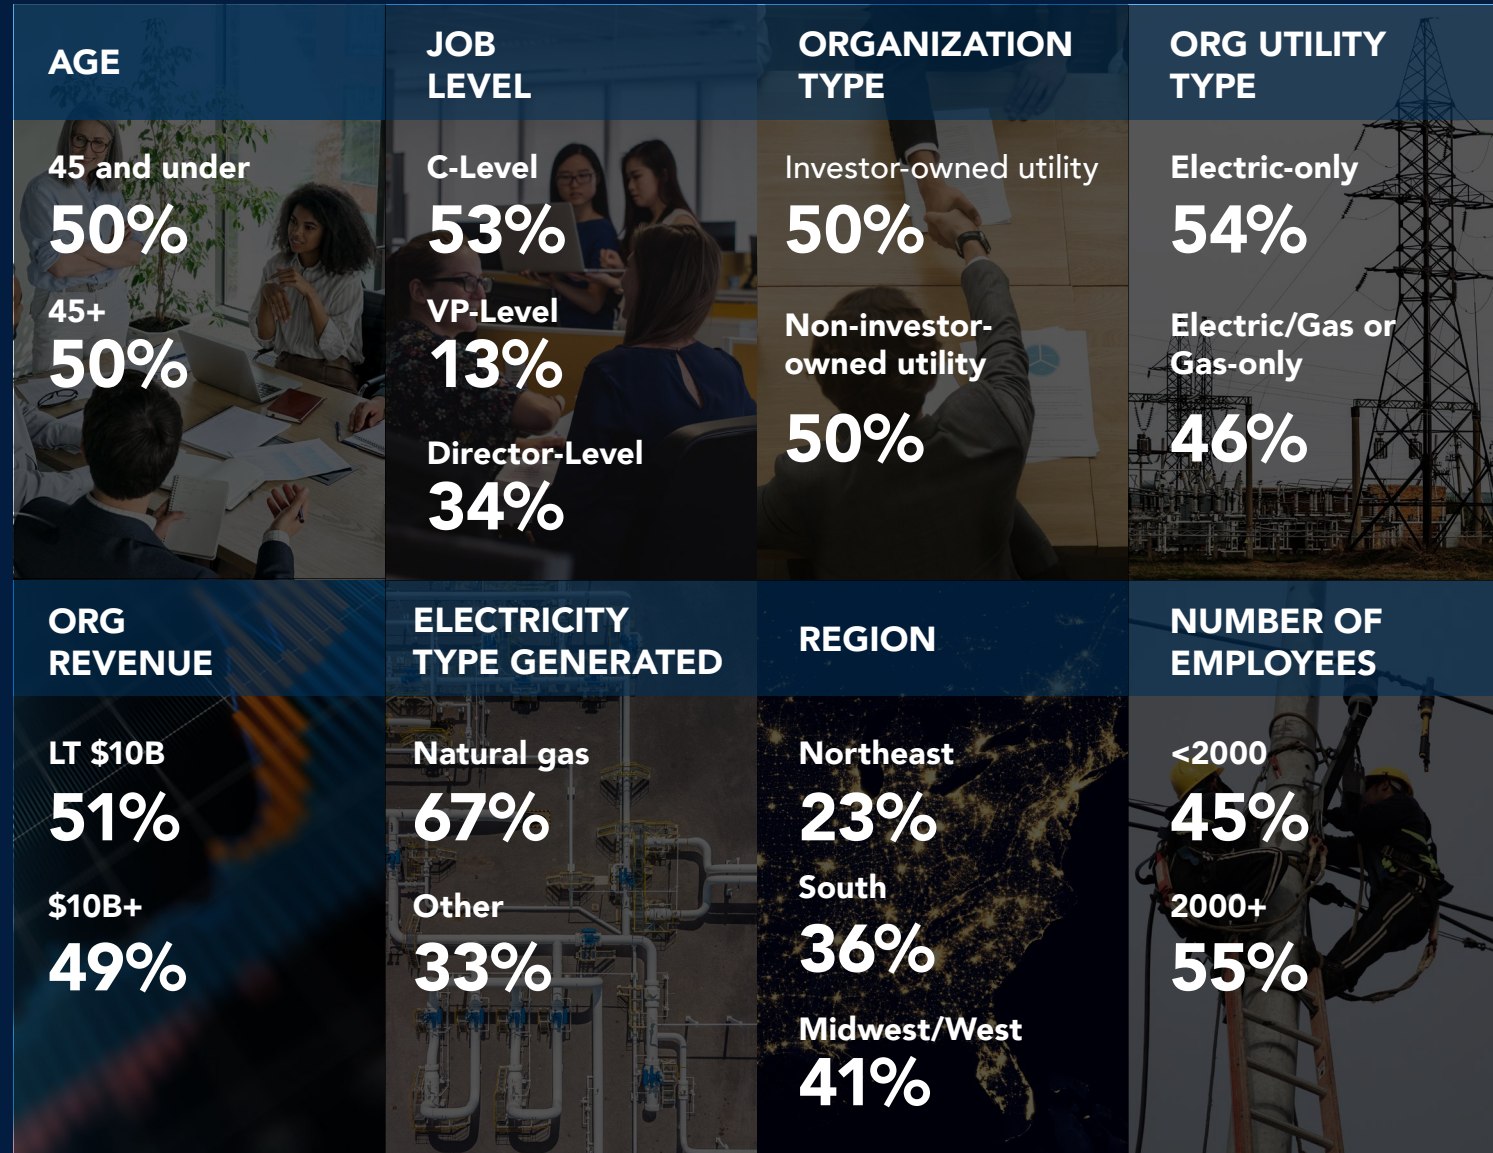 AGE
45 and under
50%
45+
50%
JOB
LEVEL
C-Level
53%
VP-Level
13%
Director-Level
34%
ORGANIZATION
TYPE
Investor-owned utility
50%
Non-investor-
owned utility
50%
ORG UTILITY
TYPE
Electric-only
54%
Electric/Gas or
Gas-only
46%
ORG
REVENUE
LT $10B
51%
$10B+
49%
ELECTRICITY
TYPE GENERATED
Natural gas
67%
Other
33%
REGION
Northeast
23%
South
36%
Midwest/West
41%
NUMBER OF
EMPLOYEES
<2000
45%
2000+
55%